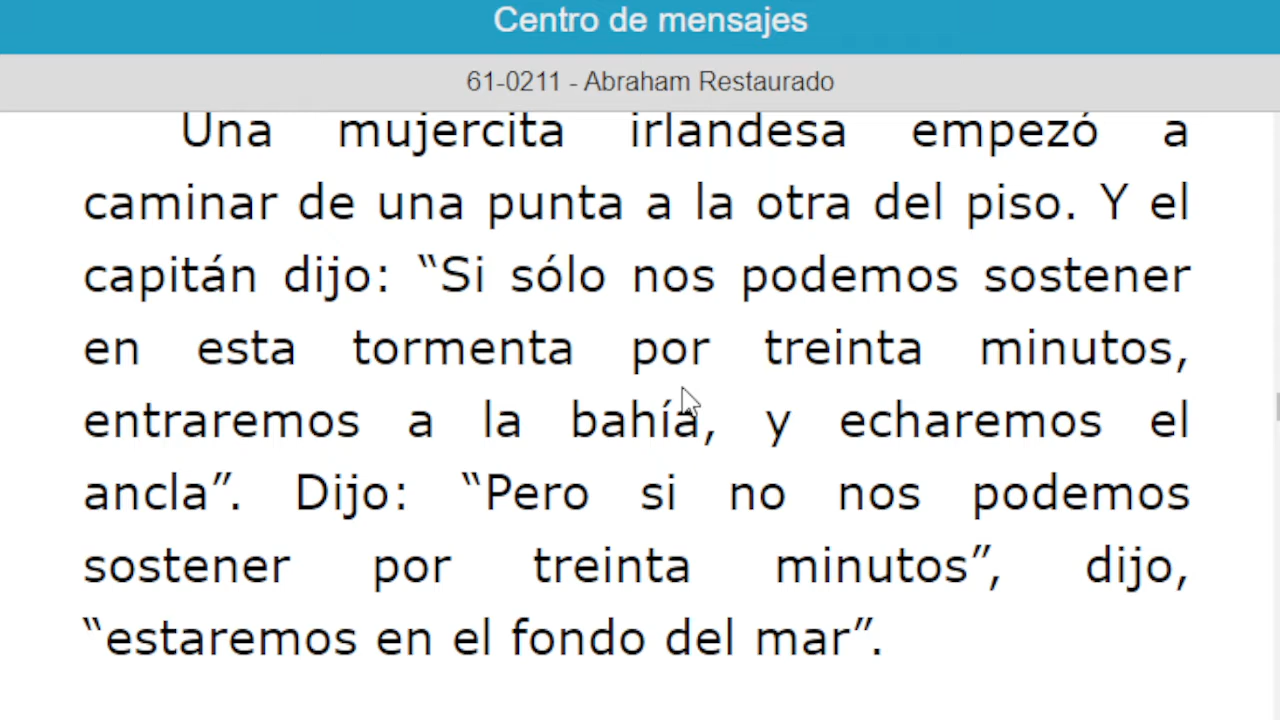 Centro de mensajes
61-0211 - Abraham Restaurado
Una mujercita irlandesa empezó a
caminar de una punta a la otra del piso. Y el
capitán dijo: “Si sólo nos podemos sostener
en esta tormenta por treinta minutos,
entraremos a la bahía, y echaremos el
ancla”. Dijo: “Pero si no nos podemos
sostener por treinta minutos”, dijo,
“estaremos en el fondo del mar”.